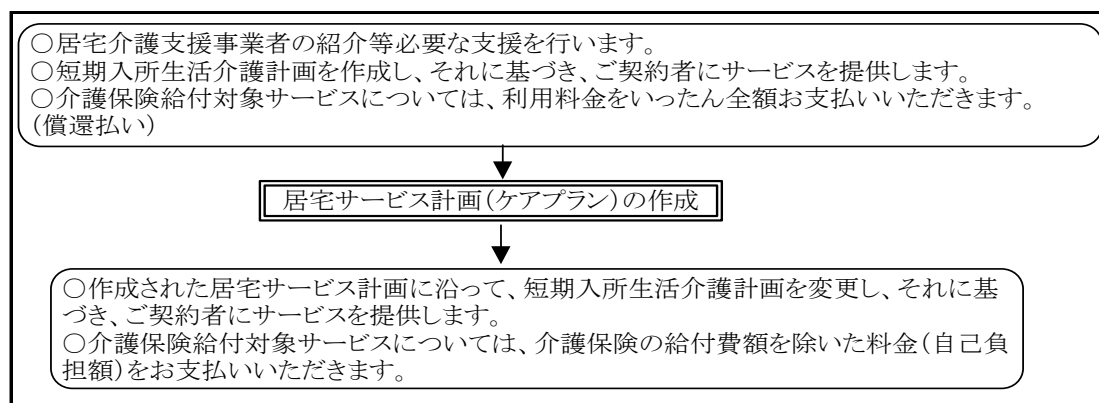 ○居宅介護支援事業者の紹介等必要な支援を行います。
○短期入所生活介護計画を作成し、それに基づき、ご契約者にサービスを提供します。
○介護保険給付対象サービスについては、利用料金をいったん全額お支払いいただきます。
(償還払い)
居宅サービス計画(ケアプラン)の作成
○作成された居宅サービス計画に沿って、短期入所生活介護計画を変更し、それに基
づき、ご契約者にサービスを提供します。
○介護保険給付対象サービスについては、介護保険の給付費額を除いた料金(自己負
担額)をお支払いいただきます。